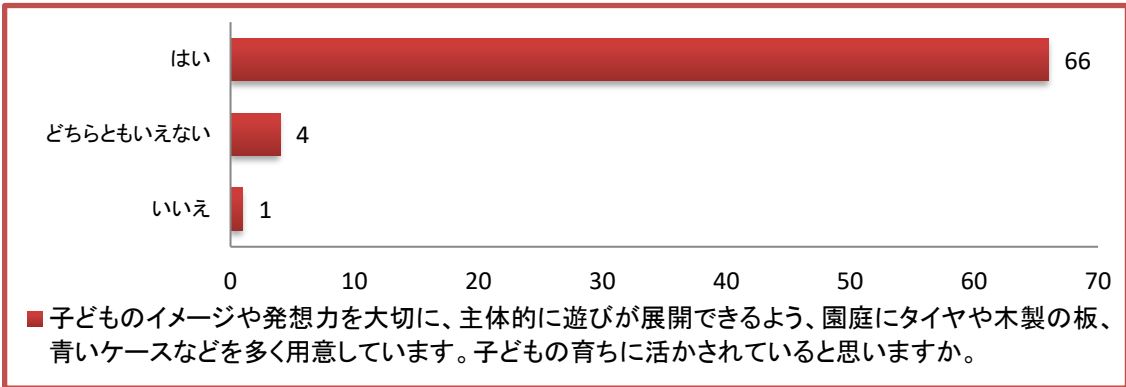 はい
66
どちらともいえない
4
いいえ
1
0 10 20 30 40 50 60 70
子どものイメージや発想力を大切に、主体的に遊びが展開できるよう、園庭にタイヤや木製の板、
青いケースなどを多く用意しています。子どもの育ちに活かされていると思いますか。